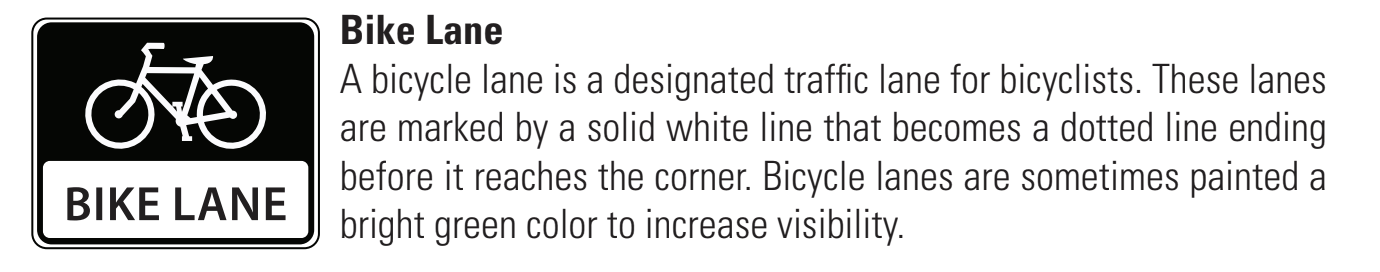 BIKE LANE
Bike Lane
A bicycle lane is a designated traffic lane for bicyclists. These lanes
are marked by a solid white line that becomes a dotted line ending
before it reaches the corner. Bicycle lanes are sometimes painted a
bright green color to increase visibility.